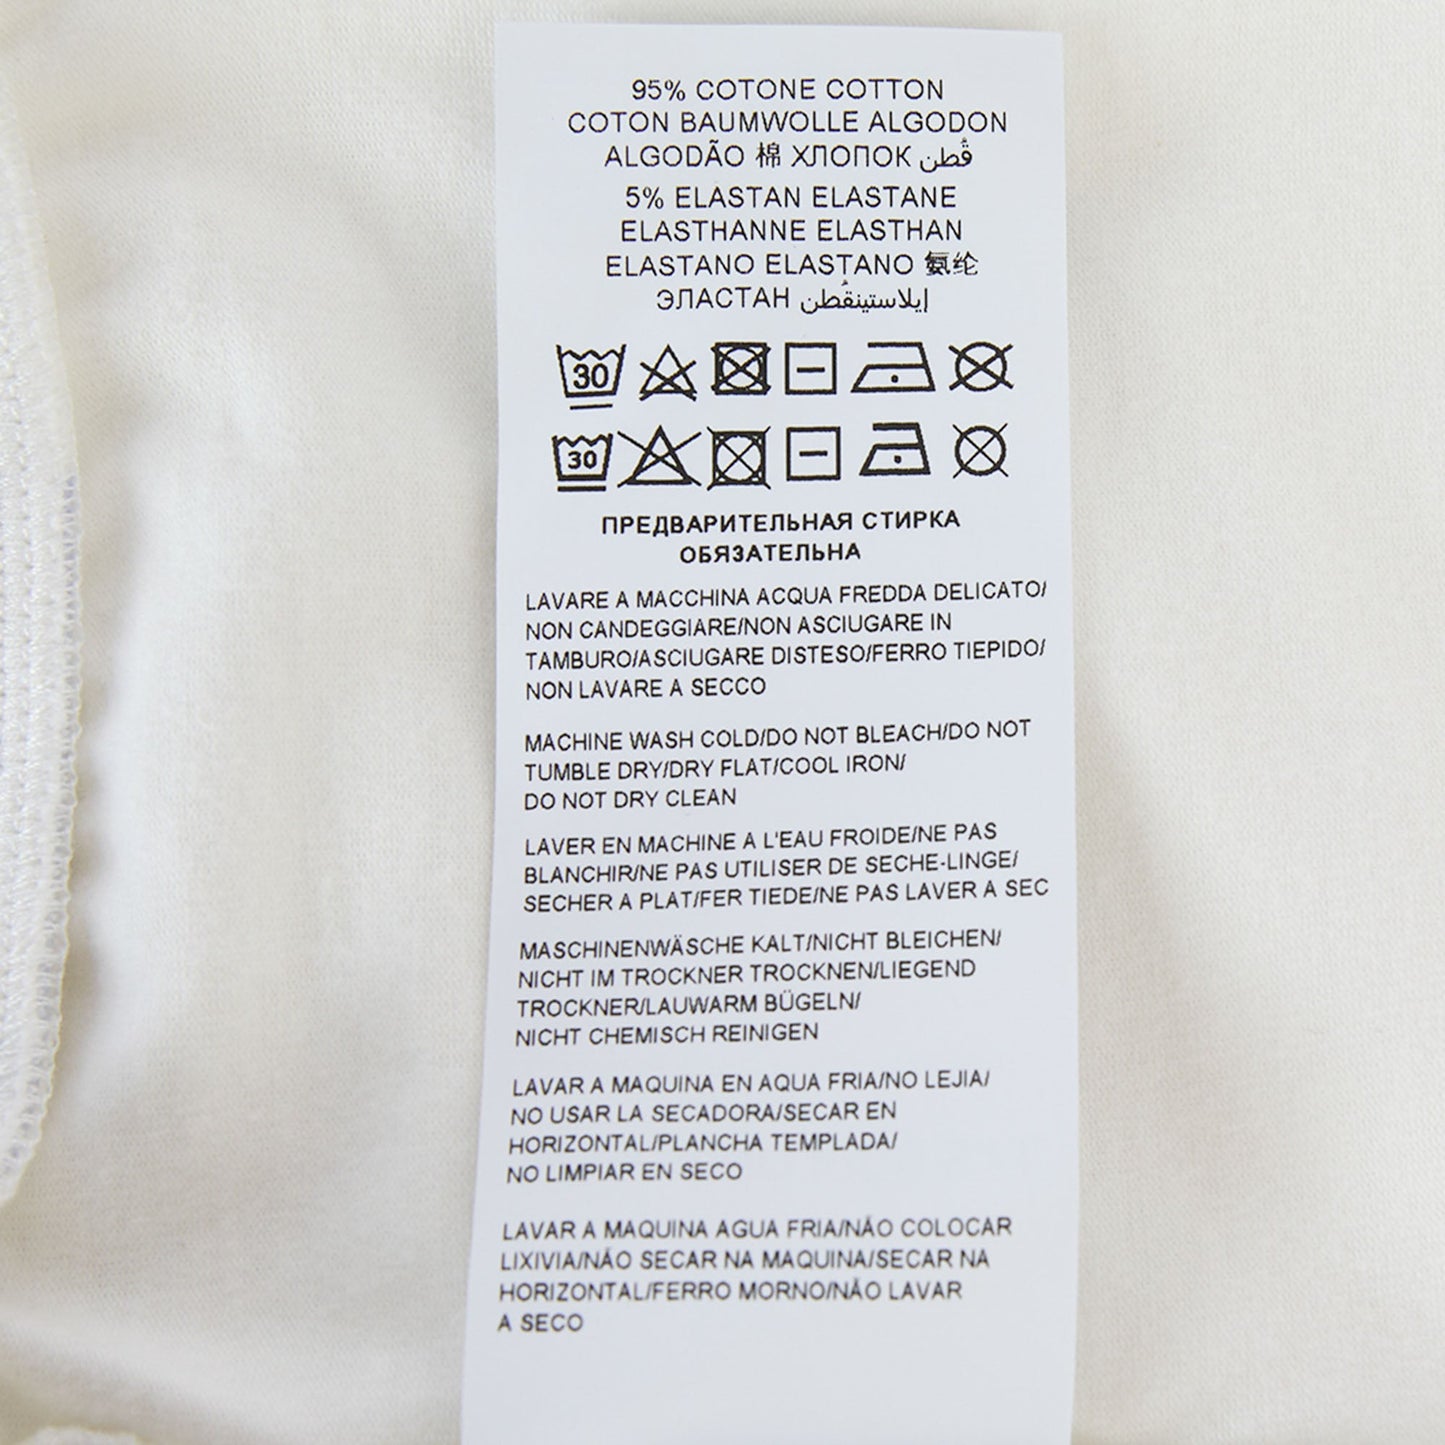 95% COTONE COTTON
COTON BAUMWOLLE ALGODON
ALGODÃO 棉 ХЛОПОК قُطن
5% ELASTAN ELASTANE
ELASTHANNE ELASTHAN
ELASTANO ELASTANO 氨纶
ЭЛАСТАН إيلاستينقُطن
30
30
ПРЕДВАРИТЕЛЬНАЯ СТИРКА
ОБЯЗАТЕЛЬНА
LAVARE A MACCHINA ACQUA FREDDA DELICATO/
NON CANDEGGIARE/NON ASCIUGARE IN
TAMBURO/ASCIUGARE DISTESO/FERRO TIEPIDO/
NON LAVARE A SECCO
MACHINE WASH COLD/DO NOT BLEACH/DO NOT
TUMBLE DRY/DRY FLAT/COOL IRON/
DO NOT DRY CLEAN
LAVER EN MACHINE A L'EAU FROIDE/NE PAS
BLANCHIR/NE PAS UTILISER DE SECHE-LINGE/
SECHER A PLAT/FER TIEDE/NE PAS LAVER A SEC
MASCHINENWÄSCHE KALT/NICHT BLEICHEN/
NICHT IM TROCKNER TROCKNEN/LIEGEND
TROCKNER/LAUWARM BÜGELN/
NICHT CHEMISCH REINIGEN
LAVAR A MAQUINA EN AQUA FRIA/NO LEJIA/
NO USAR LA SECADORA/SECAR EN
HORIZONTAL/PLANCHA TEMPLADA/
NO LIMPIAR EN SECO
LAVAR A MAQUINA AGUA FRIA/NÃO COLOCAR
LIXIVIA/NÃO SECAR NA MAQUINA/SECAR NA
HORIZONTAL/FERRO MORNO/NÃO LAVAR
A SECO